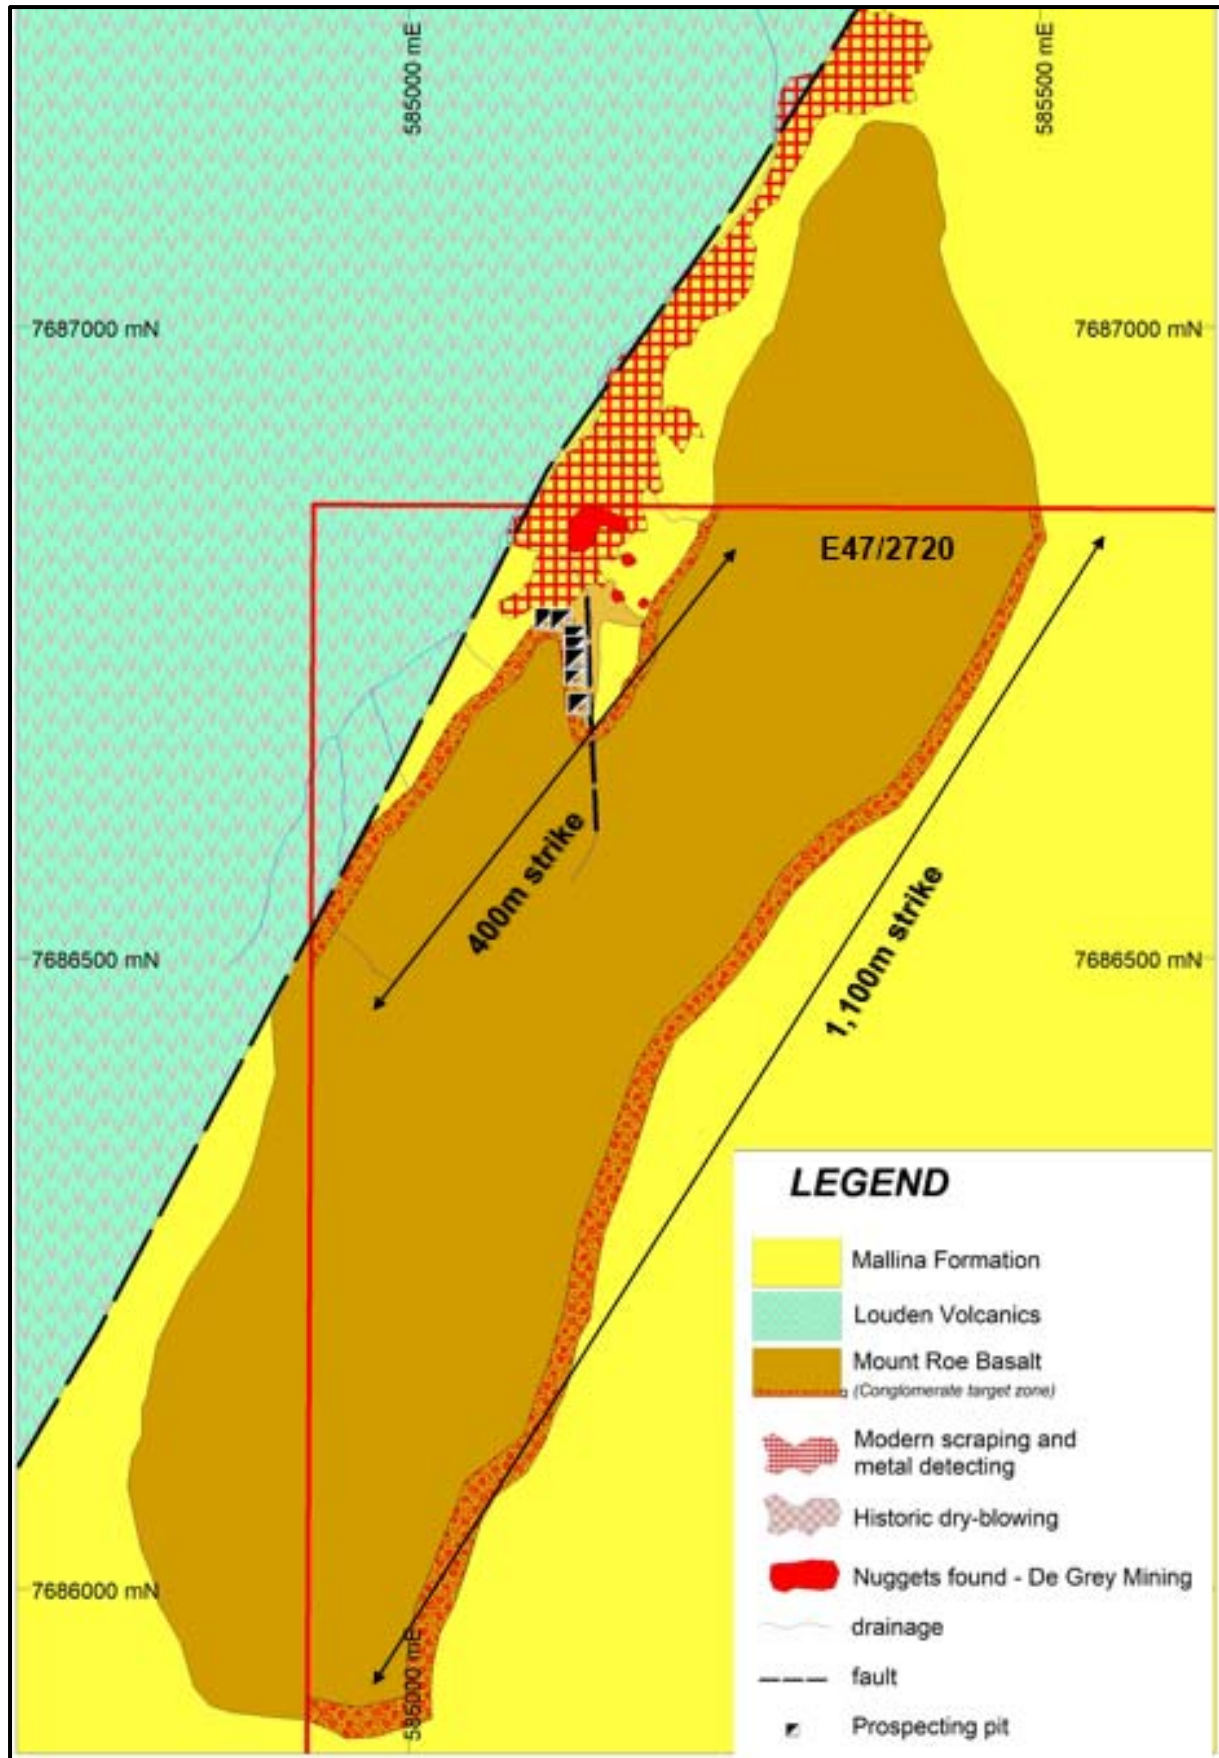 585000 mE
585500 mE
7687000 mN
7687000 mN
E47/2720
400m strike
1,100m strike
7686500 mN
7686500 mN
7686000 mN
585000 mE
LEGEND
Mallina Formation
Louden Volcanics
Mount Roe Basalt
(Conglomerate target zone)
Modern scraping and
metal detecting
Historic dry-blowing
Nuggets found - De Grey Mining
drainage
fault
Prospecting pit